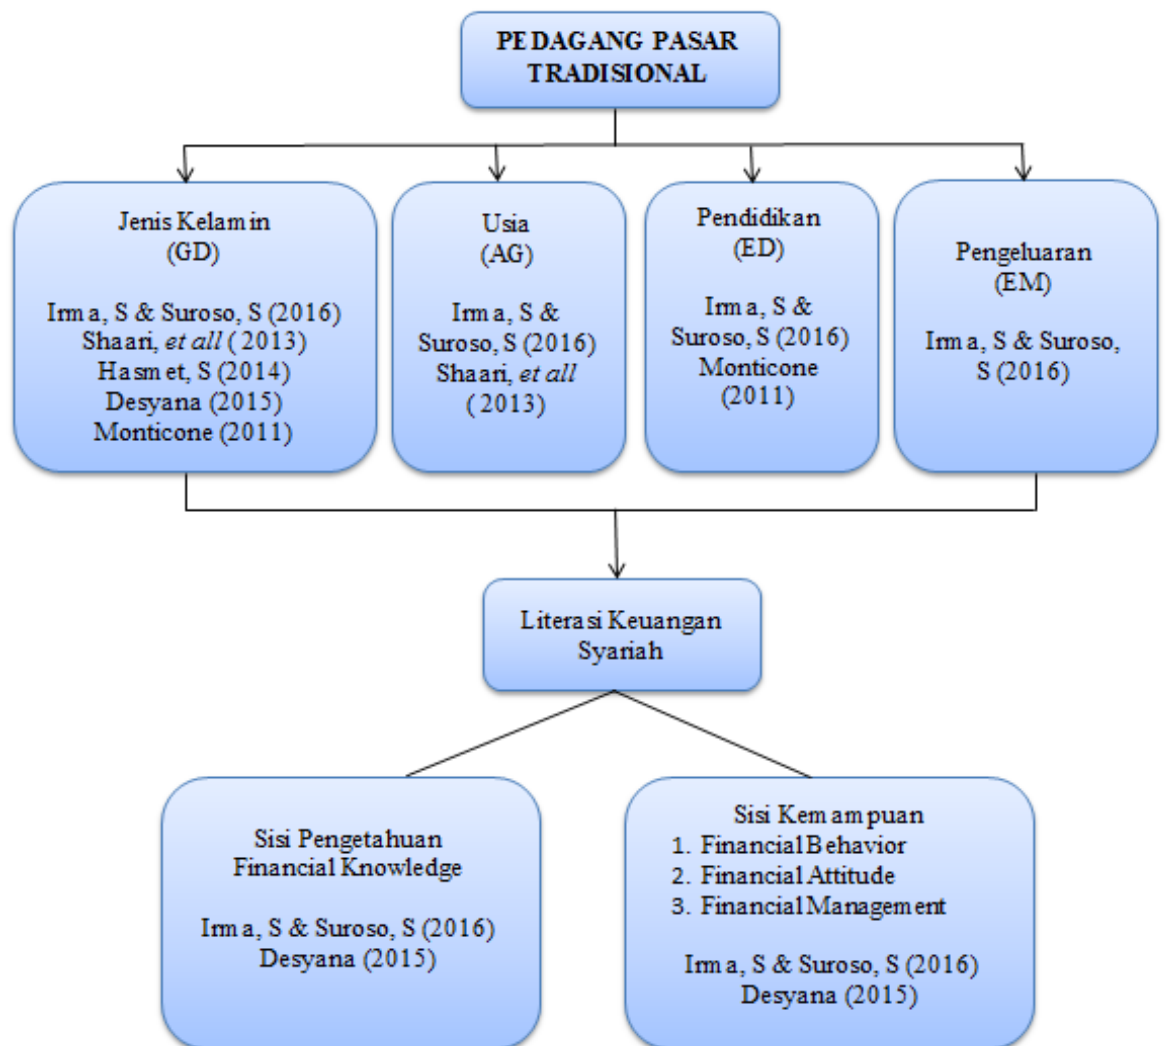 PEDAGANG PASAR
TRADISIONAL
Jenis Kelamin
(GD)
Irma, S & Suroso, S (2016)
Shaari, et all ( 2013)
Hasmet, S (2014)
Desyana (2015)
Monticone (2011)
Usia
(AG)
Irma, S &
Suroso, S (2016)
Shaari, et all
( 2013)
Pendidikan
(ED)
Irma, S &
Suroso, S (2016)
Monticone
(2011)
Pengeluaran
(EM)
Irma, S & Suroso,
S (2016)
Literasi Keuangan
Syariah
Sisi Pengetahuan
Financial Knowledge
Irma, S & Suroso, S (2016)
Desyana (2015)
Sisi Kemampuan
1. Financial Behavior
2. Financial Attitude
3. Financial Management
Irma, S & Suroso, S (2016)
Desyana (2015)